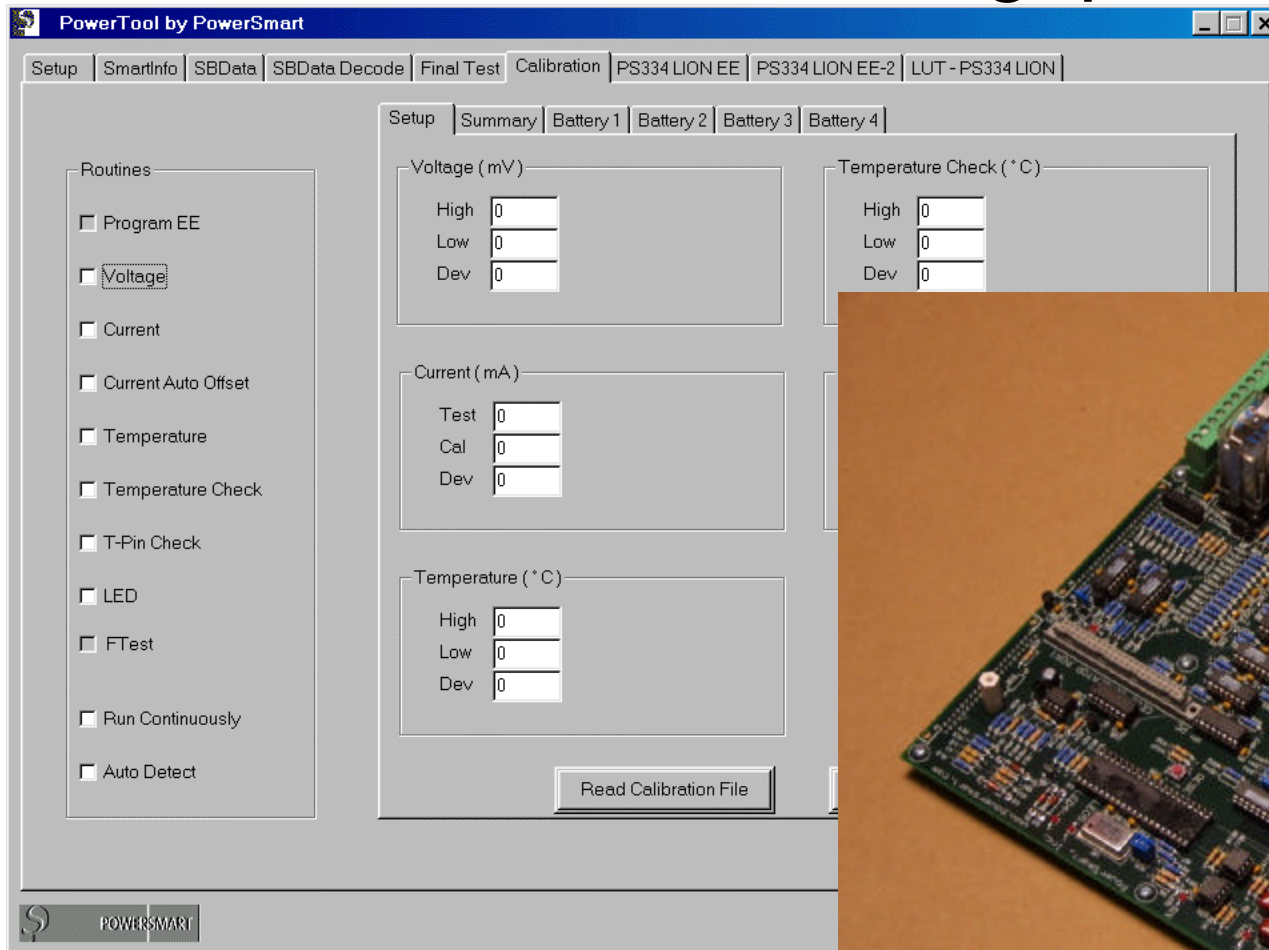 PowerTool by PowerSmart
Setup SmartInfo SBData SBData Decode Final Test Calibration PS334 LION EE PS334 LION EE-2 LUT - PS334 LION
Setup Summary Battery 1 Battery 2 Battery 3 Battery 4
Routines
Program EE
Voltage
Current
Current Auto Offset
Temperature
Temperature Check
T-Pin Check
LED
FTest
Run Continuously
Auto Detect
Voltage ( mV )
High 0
Low 0
Dev 0
Temperature Check ( ° C )
High 0
Low 0
Dev 0
Current ( mA )
Test 0
Cal 0
Dev 0
Temperature ( ° C )
High 0
Low 0
Dev 0
Read Calibration File
POWERSMART